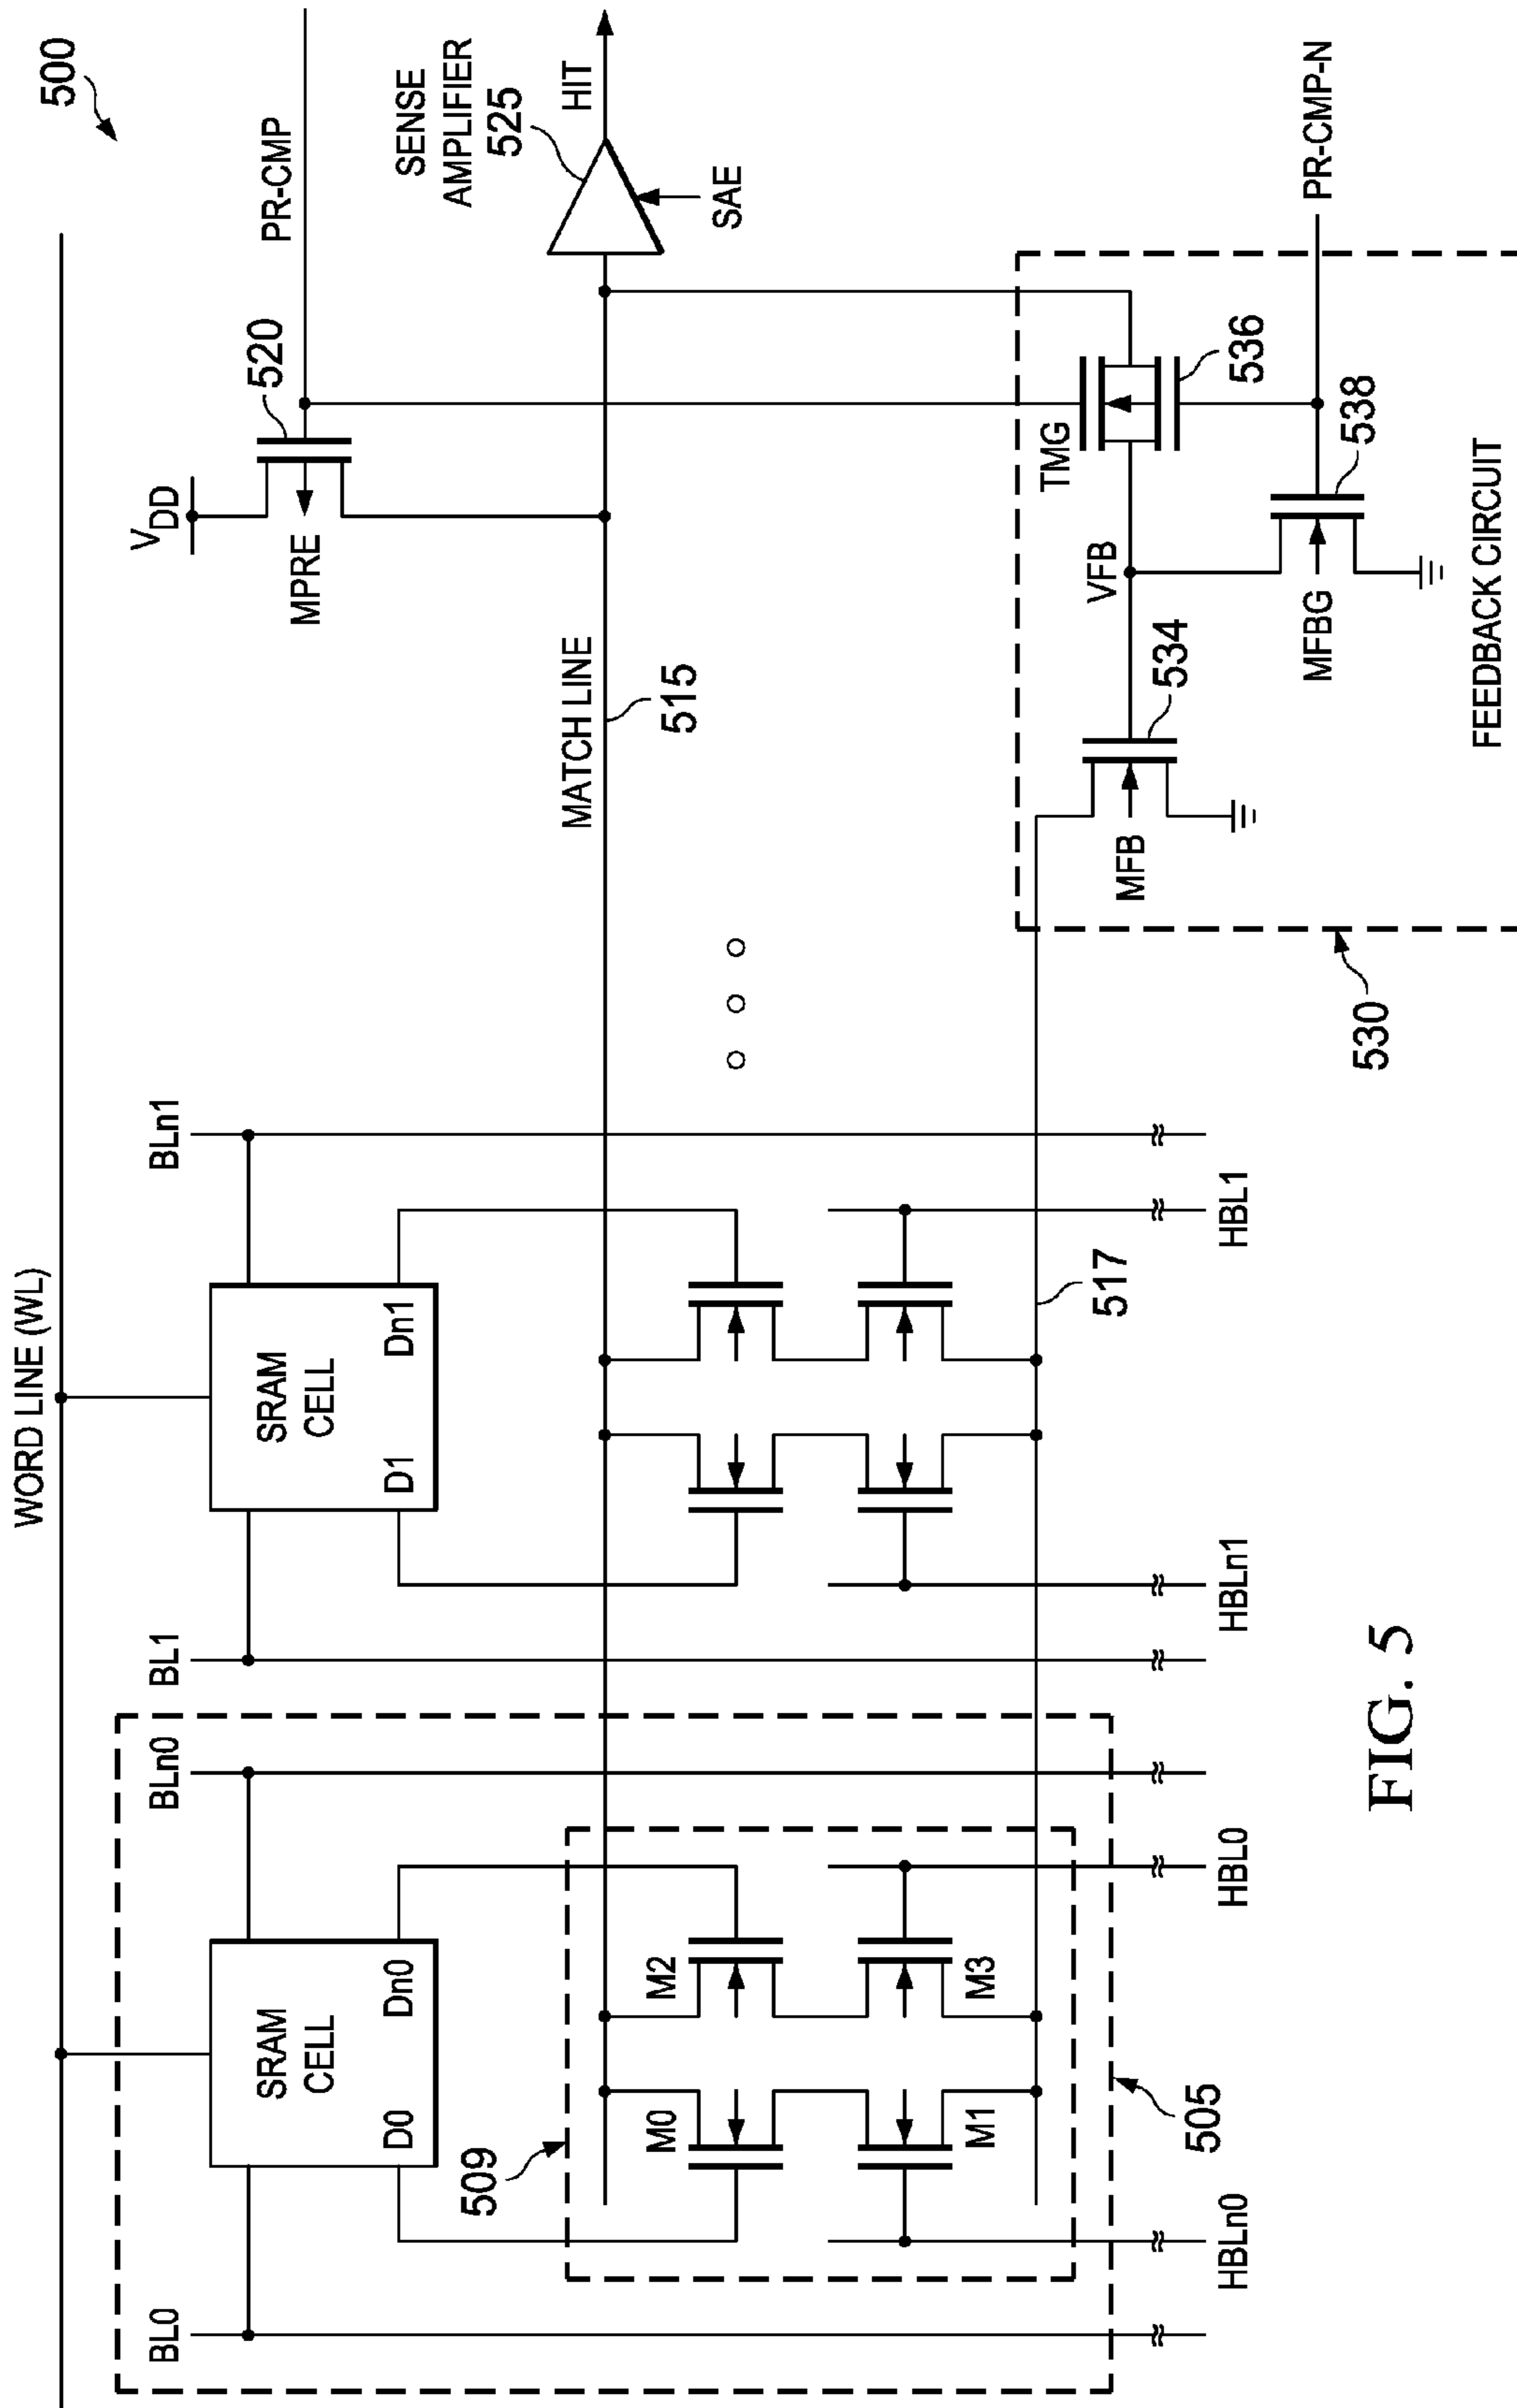 500
WORD LINE (WL)
BL0
BLn0
BL1
BLn1
SRAM
CELL
D0
Dn0
SRAM
CELL
D1
Dn1
VDD
520
MPRE
PR-CMP
SENSE
AMPLIFIER
525
HIT
SAE
MATCH LINE
515
509
M0
M2
M1
M3
517
505
HBLn0
HBL0
HBLn1
HBL1
TMG
536
VFB
534
MFB
538
MFBG
PR-CMP-N
530
FEEDBACK CIRCUIT
FIG. 5